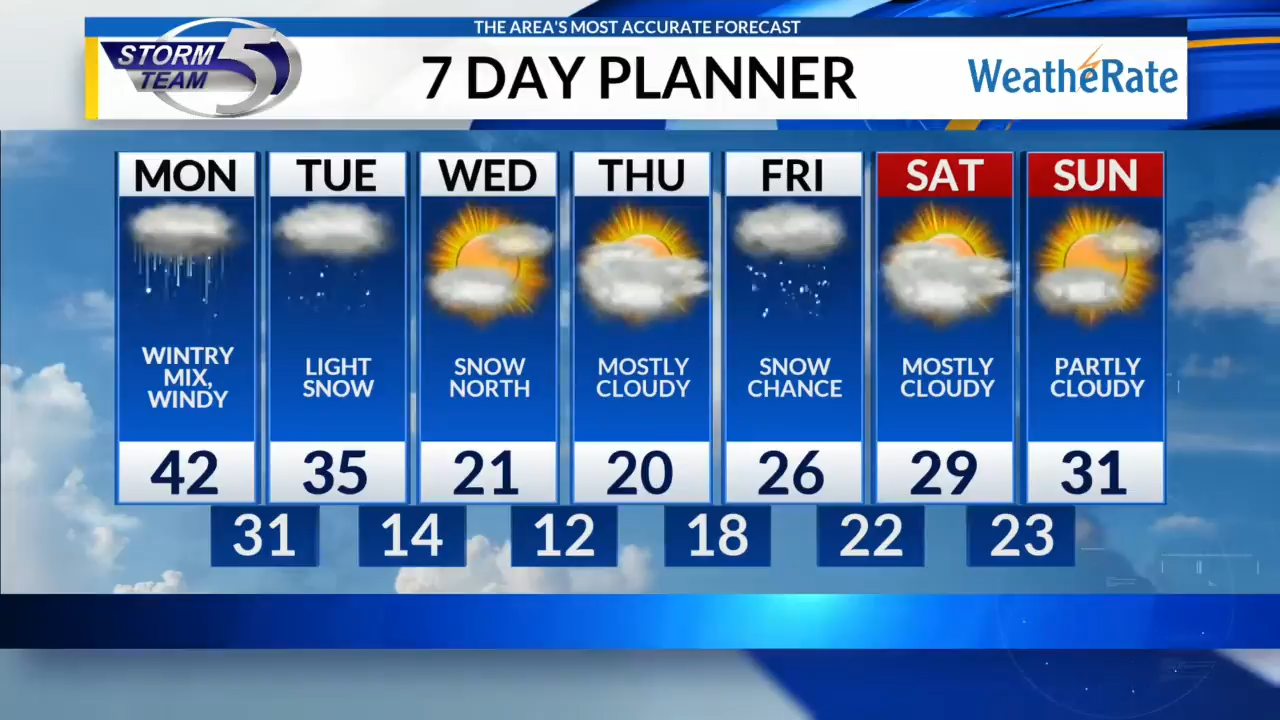 THE AREA'S MOST ACCURATE FORECAST
STORM TEAM 5
7 DAY PLANNER
WeatheRate
MON TUE WED THU FRI SAT SUN
WINTRY MIX, WINDY
LIGHT SNOW
SNOW NORTH
MOSTLY CLOUDY
SNOW CHANCE
MOSTLY CLOUDY
PARTLY CLOUDY
42 35 21 20 26 29 31
31 14 12 18 22 23